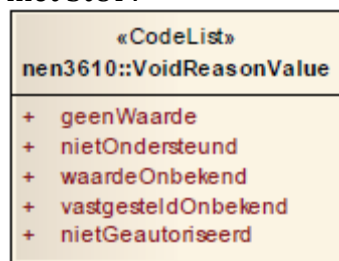 «CodeList»
nen3610::VoidReasonValue
+ geenWaarde
+ nietOndersteund
+ waardeOnbekend
+ vastgesteldOnbekend
+ nietGeautoriseerd